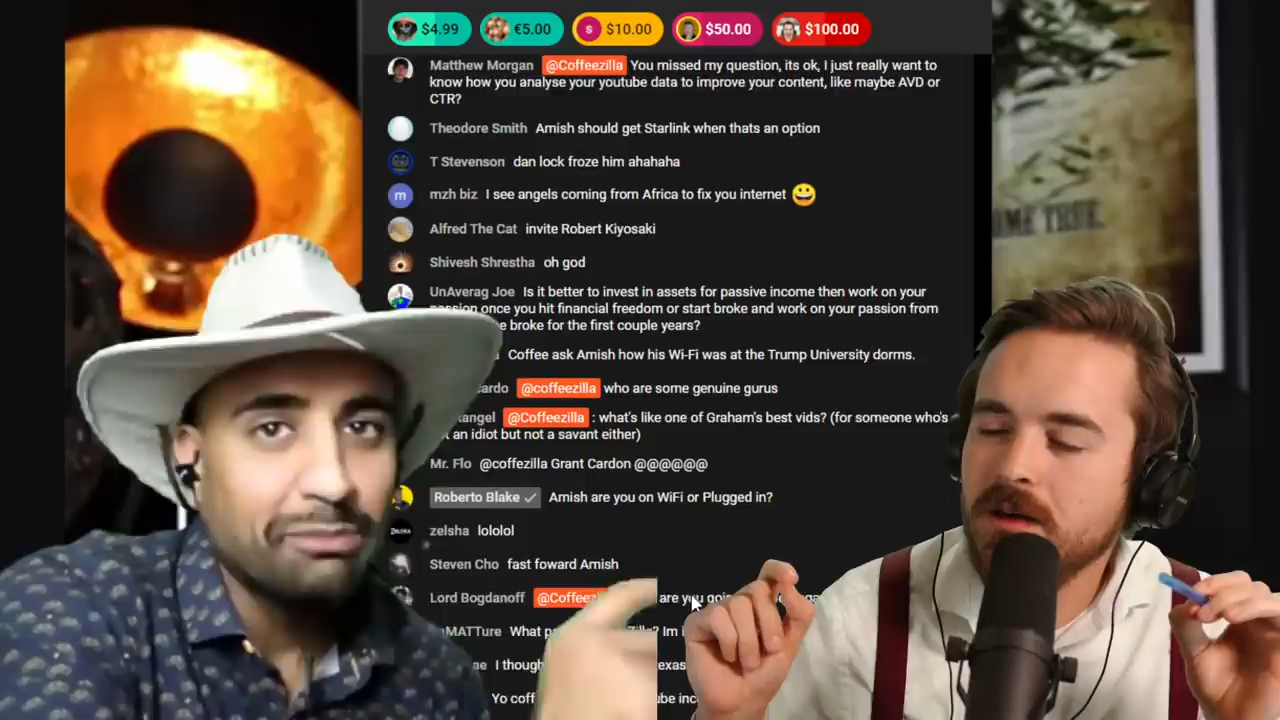 $4.99 €5.00 $10.00 $50.00 $100.00
Matthew Morgan @Coffeezilla You missed my question, its ok, I just really want to
know how you analyse your youtube data to improve your content, like maybe AVD or
CTR?
Theodore Smith Amish should get Starlink when thats an option
T Stevenson dan lock froze him ahahaha
mzh biz I see angels coming from Africa to fix you internet
Alfred The Cat invite Robert Kiyosaki
OME TRUE.
Shivesh Shrestha oh god
UnAverag Joe Is it better to invest in assets for passive income then work on your
once you hit financial freedom or start broke and work on your passion from
broke for the first couple years?
Coffee ask Amish how his Wi-Fi was at the Trump University dorms.
@coffeezilla who are some genuine gurus
@Coffeezilla : what's like one of Graham's best vids? (for someone who's
an idiot but not a savant either)
Mr. Flo @coffezilla Grant Cardon @@@@@@
Roberto Blake Amish are you on WiFi or Plugged in?
zelsha lololol
Steven Cho fast foward Amish
Lord Bogdanoff are you
What Im
I
Yo